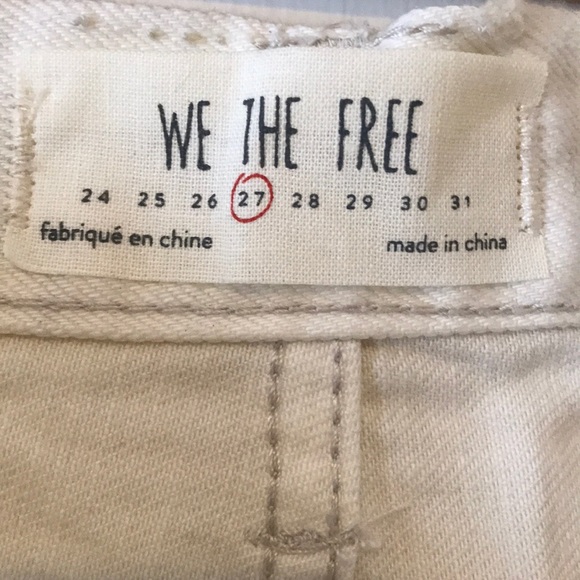 WE THE FREE
24 25 26 27 28 29 30 31
fabriqué en chine made in china